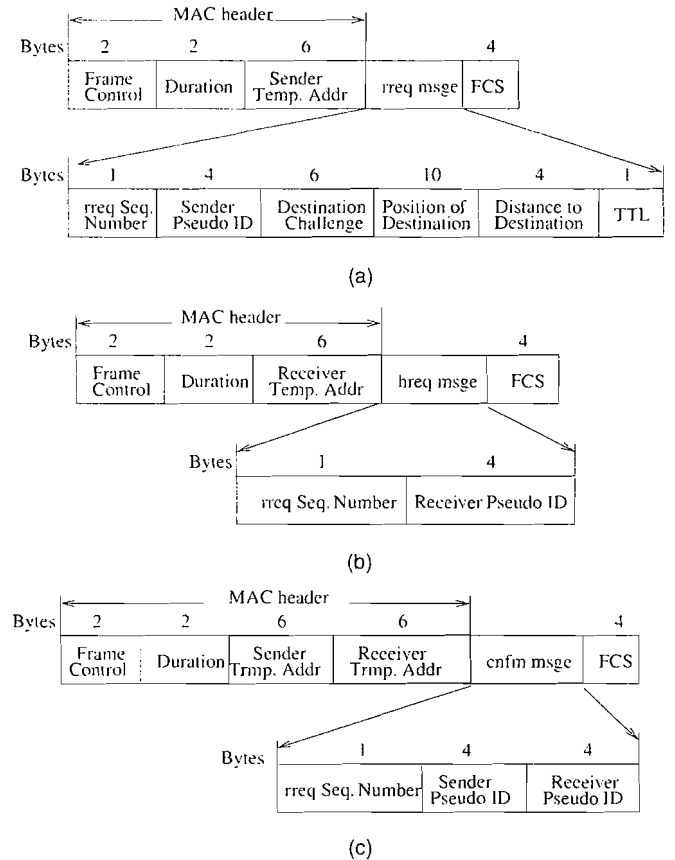 MAC header
Bytes 2 2 6 4
Frame Control Duration Sender Temp. Addr rreq msge FCS
Bytes 1 4 6 10 4 1
rreq Seq. Number Sender Pseudo ID Destination Challenge Position of Destination Distance to Destination TTL
(a)
MAC header
Bytes 2 2 6 4
Frame Control Duration Receiver Temp. Addr hreq msge FCS
Bytes 1 4
rreq Seq. Number Receiver Pseudo ID
(b)
MAC header
Bytes 2 2 6 6 4
Frame Control Duration Sender Trmp. Addr Receiver Trmp. Addr cnfm msge FCS
Bytes 1 4 4
rreq Seq. Number Sender Pseudo ID Receiver Pseudo ID
(c)